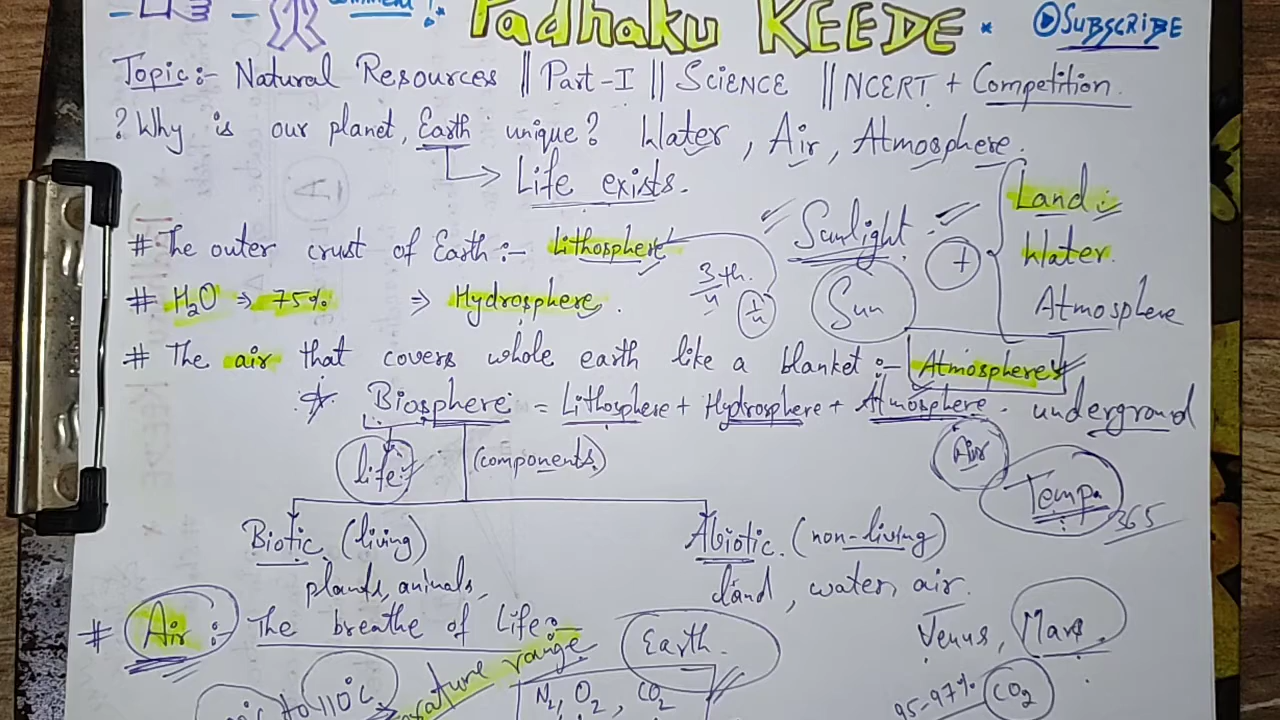 comment! Padhaku KEEDE SUBSCRIBE
Topic:- Natural Resources || Part-I || SCIENCE || NCERT + Competition.
? Why is our planet, Earth unique? Water, Air, Atmosphere.
Life exists.
Land:
Sunlight.
# The outer crust of Earth:- Lithosphere
+
Water
3/4th.
# H2O ⇒ 75% ⇒ Hydrosphere.
1/4
Sun
Atmosphere
# The air that covers whole earth like a blanket:- Atmosphere
Biosphere = Lithosphere + Hydrosphere + Atmosphere. underground
Air
life: (components)
Temp. 365
Biotic (living) Abiotic. (non-living)
plants, animals, land, water, air.
# Air:- The breathe of Life:-
Earth. Venus, Mars.
range
to 110°C
N2, O2, CO2
95-97% CO2